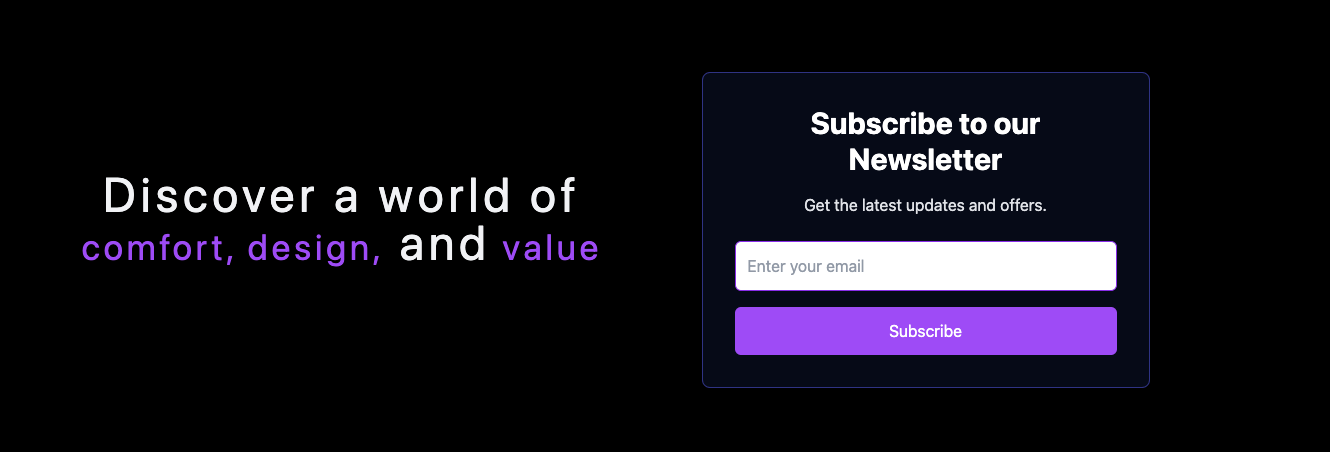 Discover a world of
comfort, design, and value
Subscribe to our
Newsletter
Get the latest updates and offers.
Enter your email
Subscribe